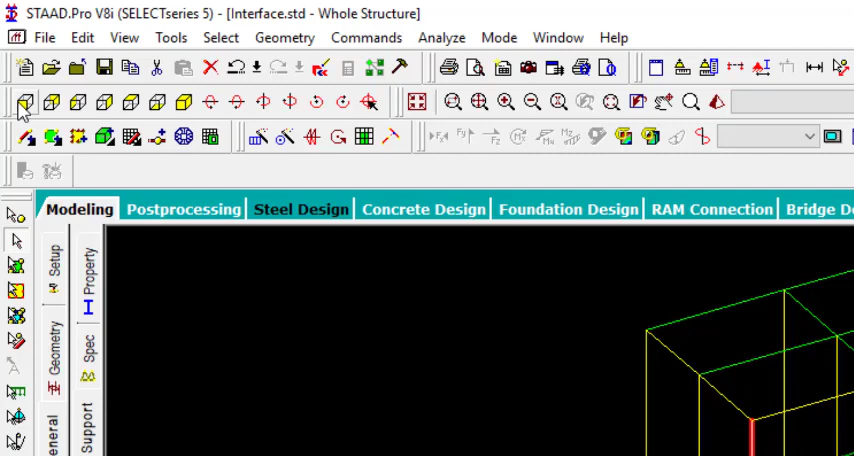 STAAD.Pro V8i (SELECTseries 5) - [Interface.std - Whole Structure]
File Edit View Tools Select Geometry Commands Analyze Mode Window Help
Modeling Postprocessing Steel Design Concrete Design Foundation Design RAM Connection Bridge De
Setup
Property
Geometry
Spec
eneral
Support